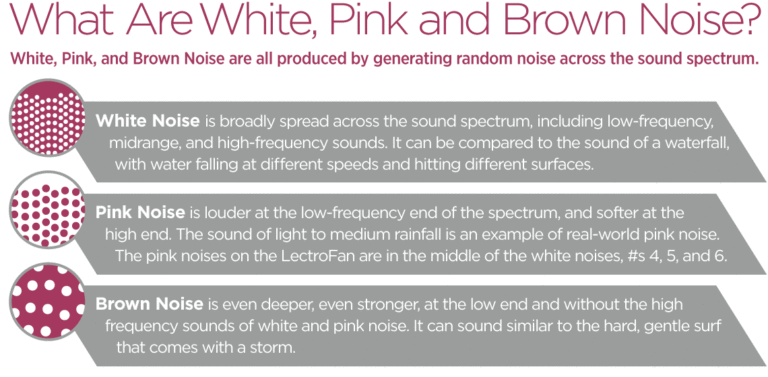 What Are White, Pink and Brown Noise?
White, Pink, and Brown Noise are all produced by generating random noise across the sound spectrum.
White Noise is broadly spread across the sound spectrum, including low-frequency,
midrange, and high-frequency sounds. It can be compared to the sound of a waterfall,
with water falling at different speeds and hitting different surfaces.
Pink Noise is louder at the low-frequency end of the spectrum, and softer at the
high end. The sound of light to medium rainfall is an example of real-world pink noise.
The pink noises on the LectroFan are in the middle of the white noises, #s 4, 5, and 6.
Brown Noise is even deeper, even stronger, at the low end and without the high
frequency sounds of white and pink noise. It can sound similar to the hard, gentle surf
that comes with a storm.